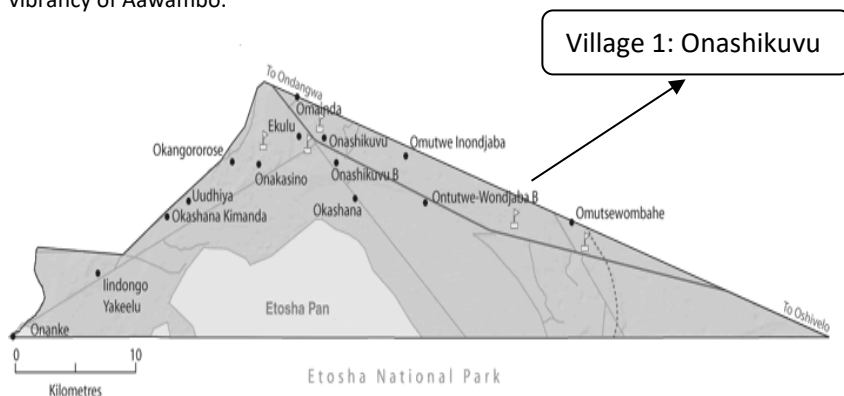 vibrancy of Aawambo.
Village 1: Onashikuvu
To Ondangwa
Omainda
Ekulu
Onashikuvu
Omutwe Inondjaba
Okangororose
Onakasino
Onashikuvu B
Uudhiya
Ontutwe-Wondjaba B
Okashana
Okashana Kimanda
Omutsewombahe
Iindongo
Yakeelu
Etosha Pan
To Oshivelo
Onanke
0 10
Kilometres
Etosha National Park